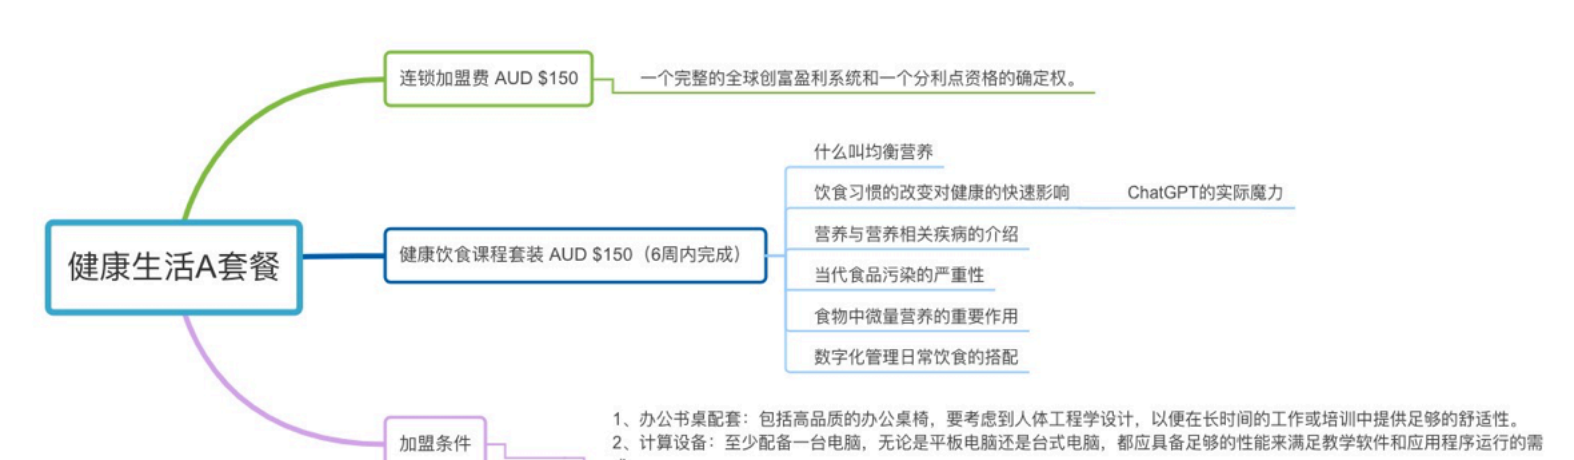 连锁加盟费 AUD $150
一个完整的全球创富盈利系统和一个分利点资格的确定权。
健康生活A套餐
健康饮食课程套装 AUD $150（6周内完成）
什么叫均衡营养
饮食习惯的改变对健康的快速影响
ChatGPT的实际魔力
营养与营养相关疾病的介绍
当代食品污染的严重性
食物中微量营养的重要作用
数字化管理日常饮食的搭配
加盟条件
1、办公书桌配套：包括高品质的办公桌椅，要考虑到人体工程学设计，以便在长时间的工作或培训中提供足够的舒适性。
2、计算设备：至少配备一台电脑，无论是平板电脑还是台式电脑，都应具备足够的性能来满足教学软件和应用程序运行的需